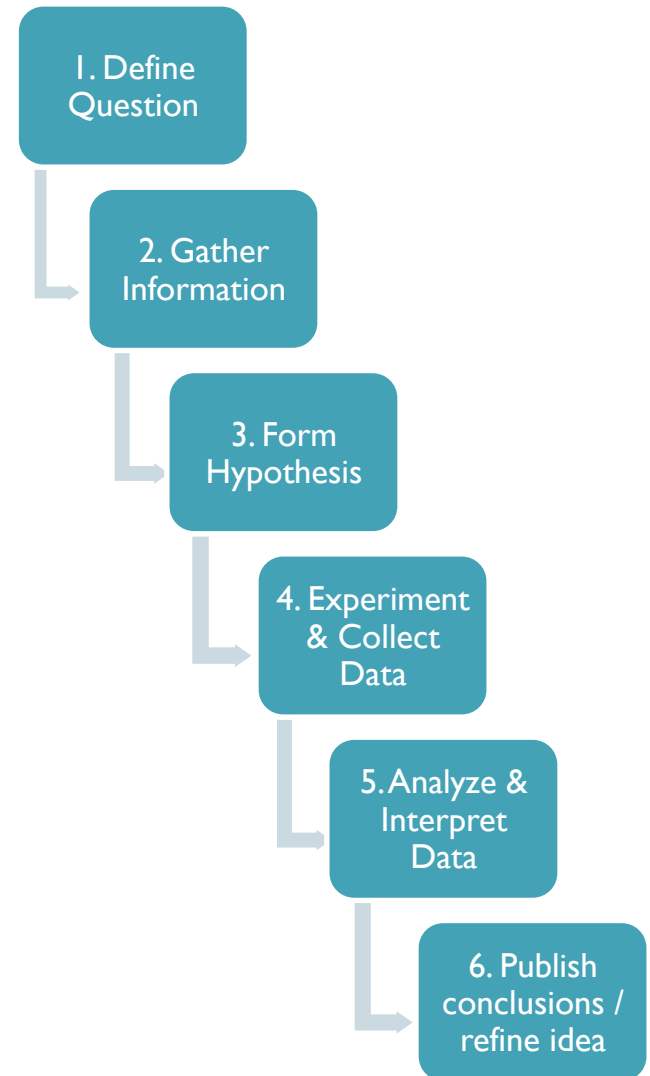 1. Define
Question
2. Gather
Information
3. Form
Hypothesis
4. Experiment
& Collect
Data
5. Analyze &
Interpret
Data
6. Publish
conclusions /
refine idea